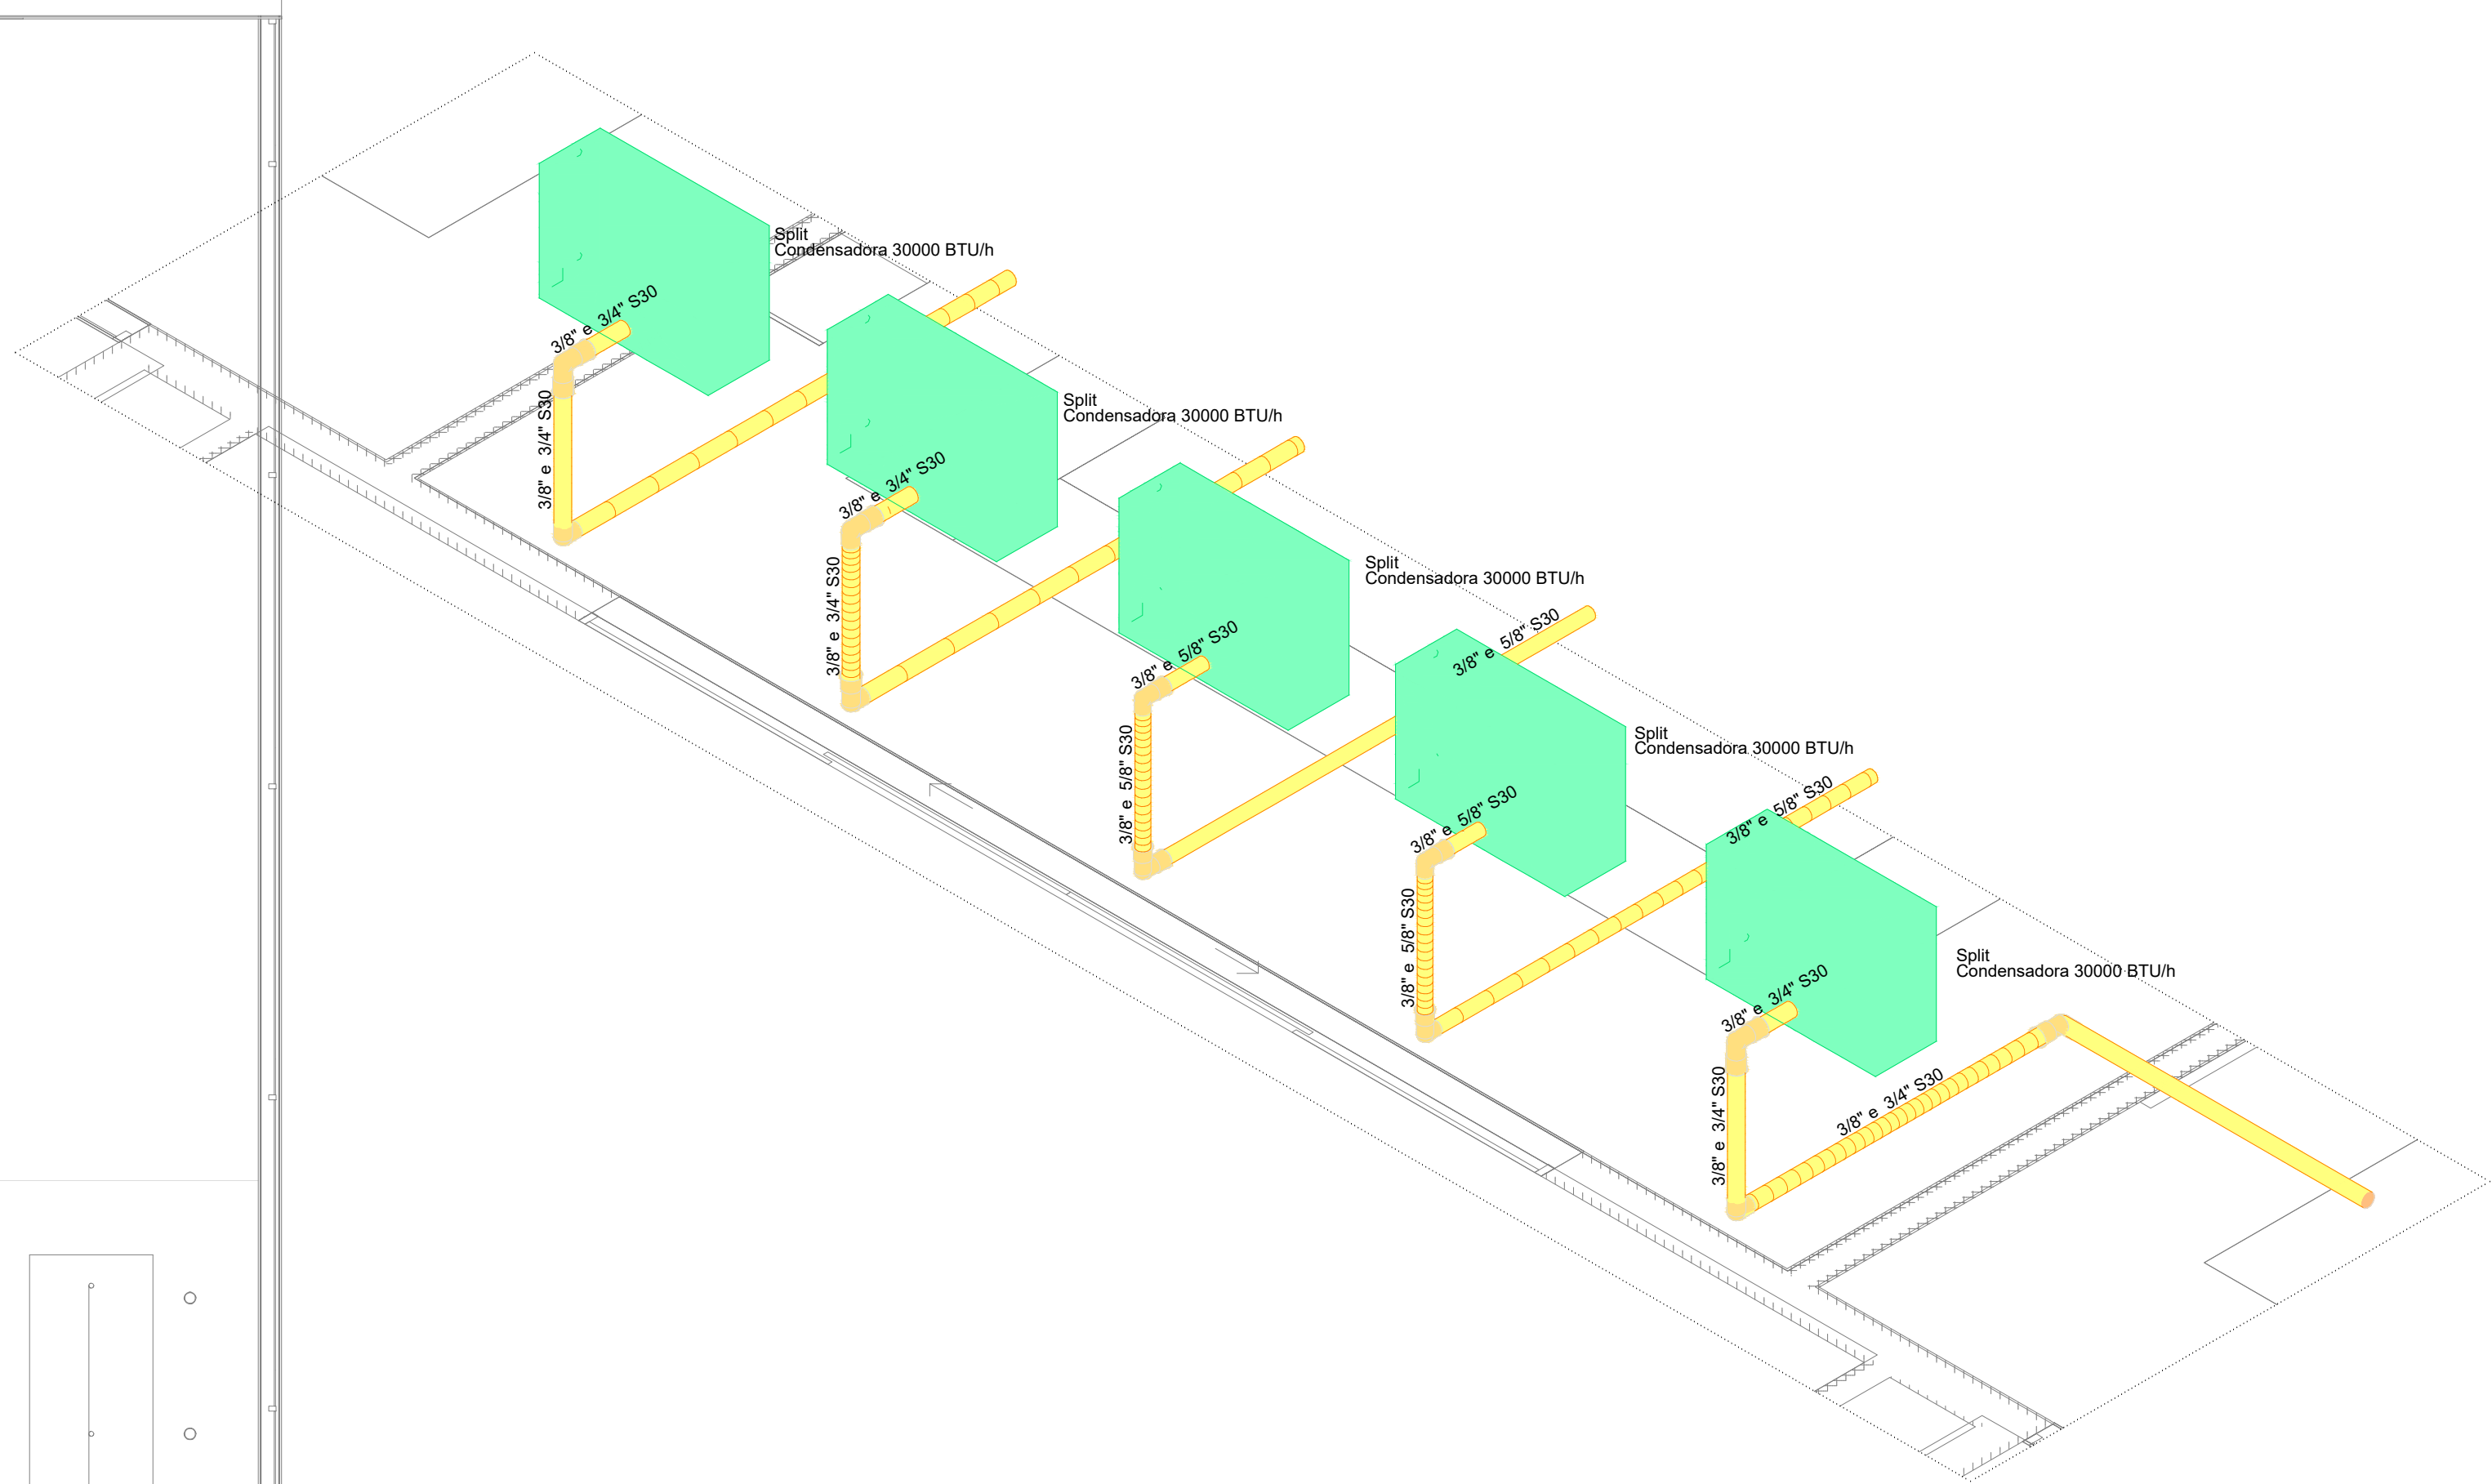 Split
Condensadora 30000 BTU/h
3/8" e 3/4" S30
3/8" e 3/4" S30
Split
Condensadora 30000 BTU/h
3/8" e 3/4" S30
3/8" e 3/4" S30
Split
Condensadora 30000 BTU/h
3/8" e 5/8" S30
3/8" e 5/8" S30
3/8" e 5/8" S30
Split
Condensadora 30000 BTU/h
3/8" e 5/8" S30
3/8" e 5/8" S30
3/8" e 5/8" S30
Split
Condensadora 30000 BTU/h
3/8" e 3/4" S30
3/8" e 3/4" S30
3/8" e 3/4" S30